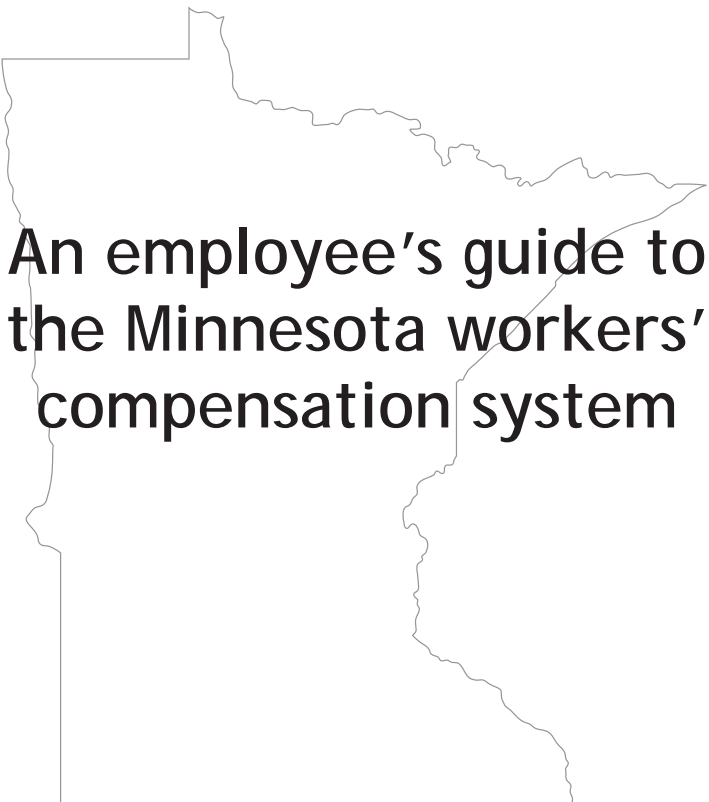 An employee's guide to
the Minnesota workers'
compensation system